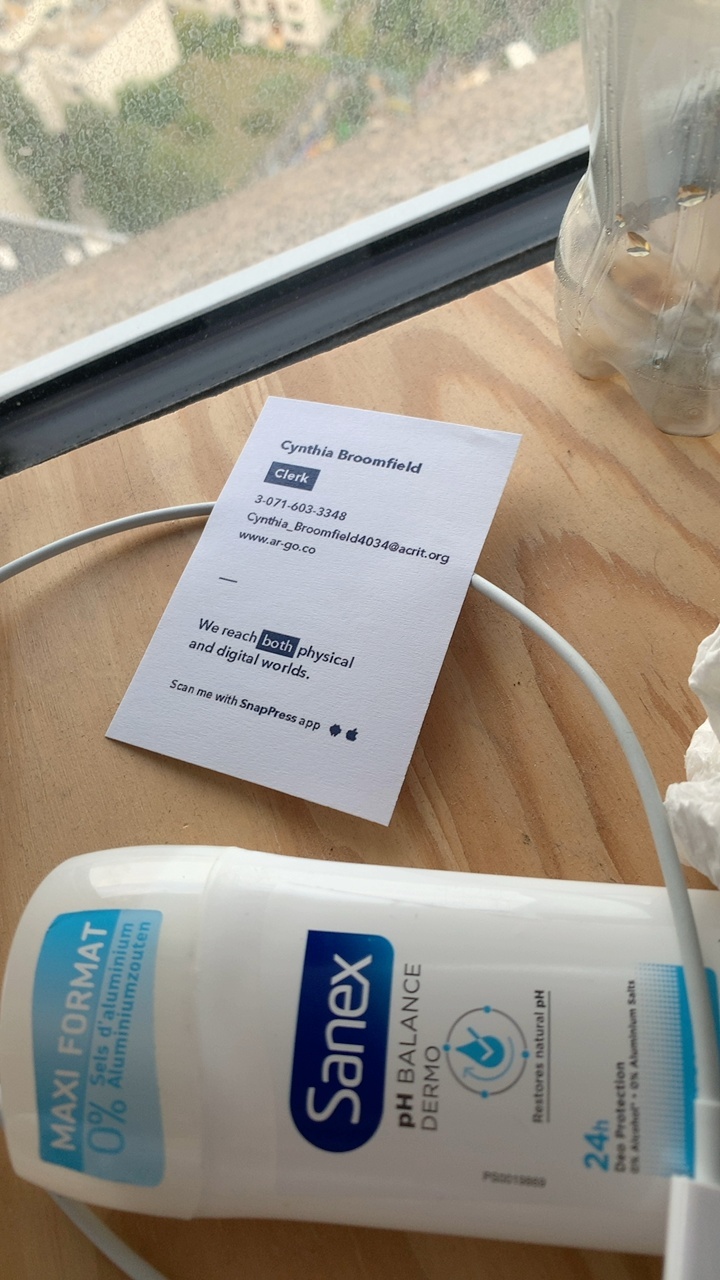 Cynthia Broomfield
Clerk
3-071-603-3348
Cynthia_Broomfield4034@acrit.org
www.ar-go.co
—
We reach both physical
and digital worlds.
Scan me with SnapPress app
MAXI FORMAT
0% Sels d'aluminium
Aluminiumzouten
Sanex
pH BALANCE
DERMO
Restores natural pH
24h
Deo Protection
0% Alcohol* • 0% Aluminium Salts